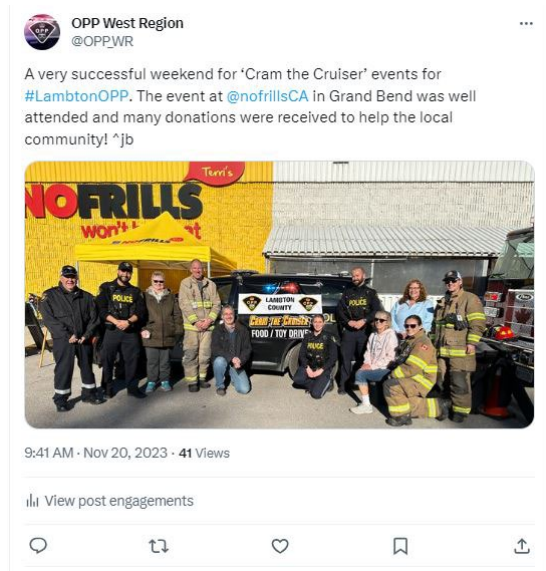 OPP West Region
@OPP_WR
A very successful weekend for ‘Cram the Cruiser’ events for
#LambtonOPP. The event at @nofrillsCA in Grand Bend was well
attended and many donations were received to help the local
community! ^jb
Terri's
NOFRILLS
won't
NOFRILLS
LAMBTON
COUNTY
CRAM THE CRUISER
FOOD / TOY DRIVE
POLICE
POLICE
POLICE
9:41 AM · Nov 20, 2023 · 41 Views
View post engagements